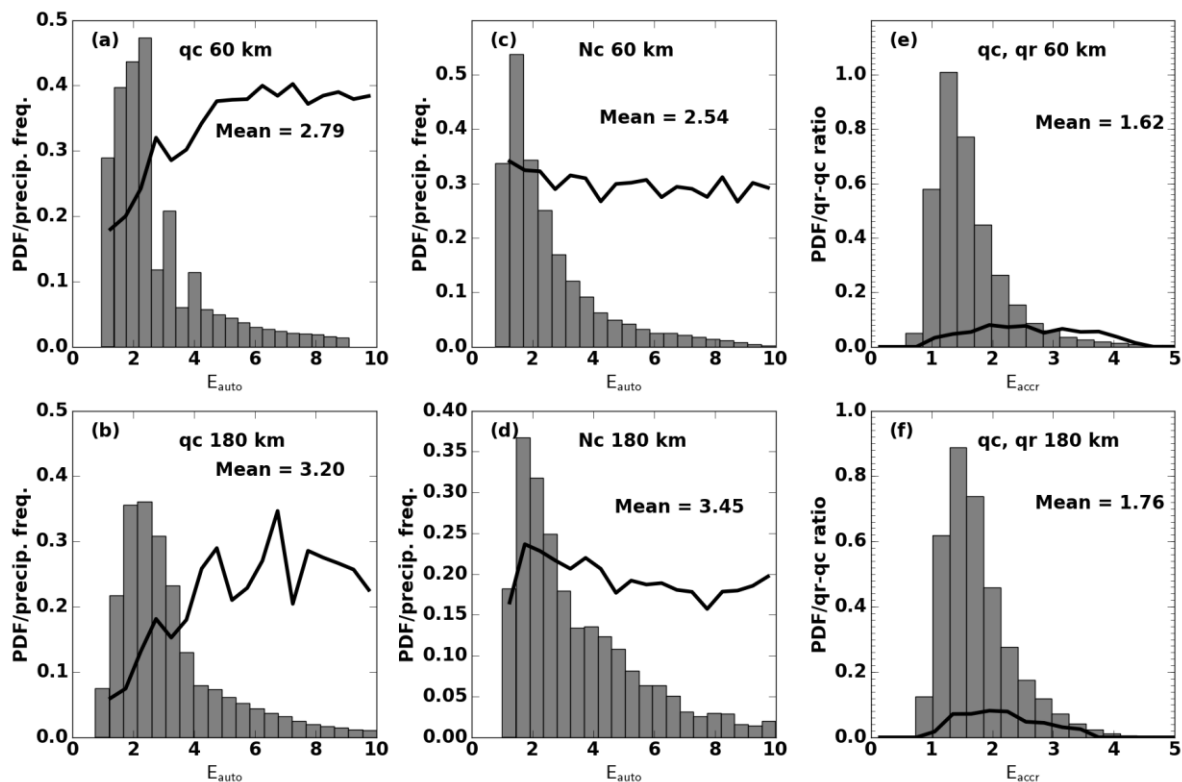 (a)
qc 60 km
Mean = 2.79
PDF/precip. freq.
0.5
0.4
0.3
0.2
0.1
0.0
0 2 4 6 8 10
E_auto
(c)
Nc 60 km
Mean = 2.54
PDF/precip. freq.
0.5
0.4
0.3
0.2
0.1
0.0
0 2 4 6 8 10
E_auto
(e)
qc, qr 60 km
Mean = 1.62
PDF/qr-qc ratio
1.0
0.8
0.6
0.4
0.2
0.0
0 1 2 3 4 5
E_accr
(b)
qc 180 km
Mean = 3.20
PDF/precip. freq.
0.5
0.4
0.3
0.2
0.1
0.0
0 2 4 6 8 10
E_auto
(d)
Nc 180 km
Mean = 3.45
PDF/precip. freq.
0.40
0.35
0.30
0.25
0.20
0.15
0.10
0.05
0.00
0 2 4 6 8 10
E_auto
(f)
qc, qr 180 km
Mean = 1.76
PDF/qr-qc ratio
1.0
0.8
0.6
0.4
0.2
0.0
0 1 2 3 4 5
E_accr